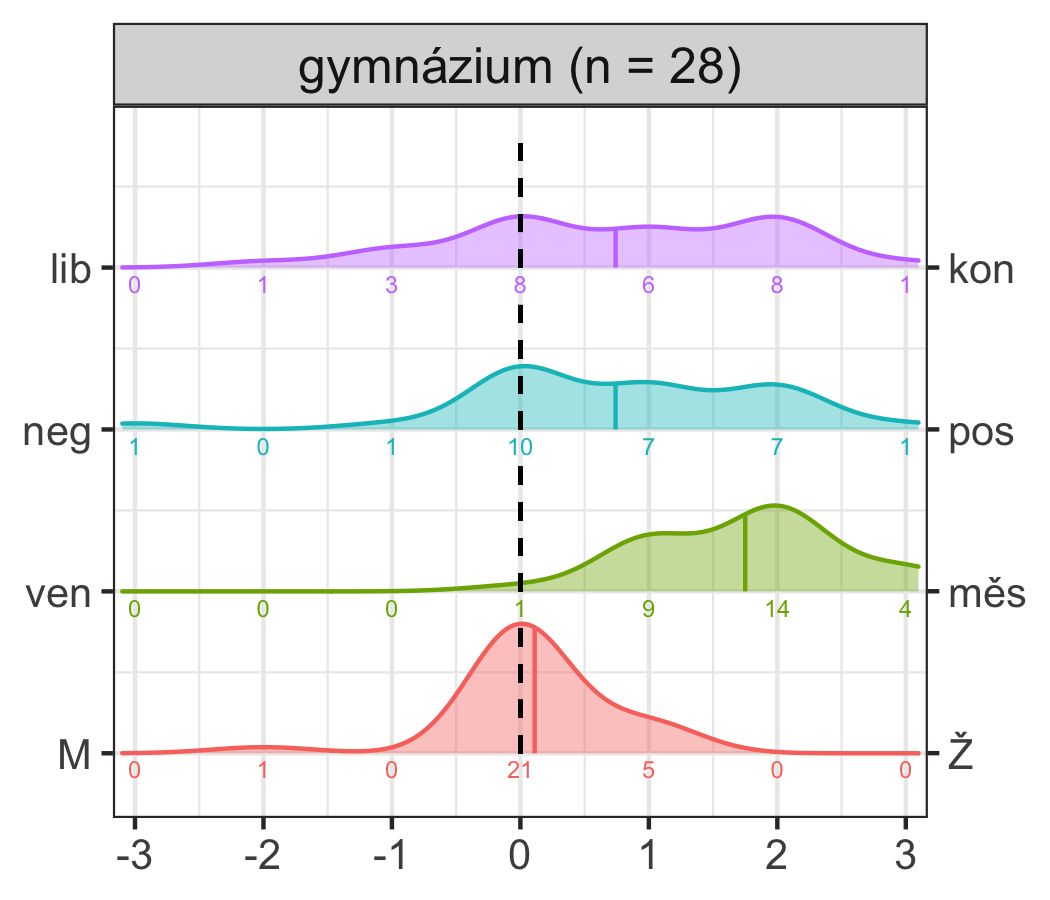 gymnázium (n = 28)
lib kon
0 1 3 8 6 8 1
neg pos
1 0 1 10 7 7 1
ven měs
0 0 0 1 9 14 4
M Ž
0 1 0 21 5 0 0
-3 -2 -1 0 1 2 3